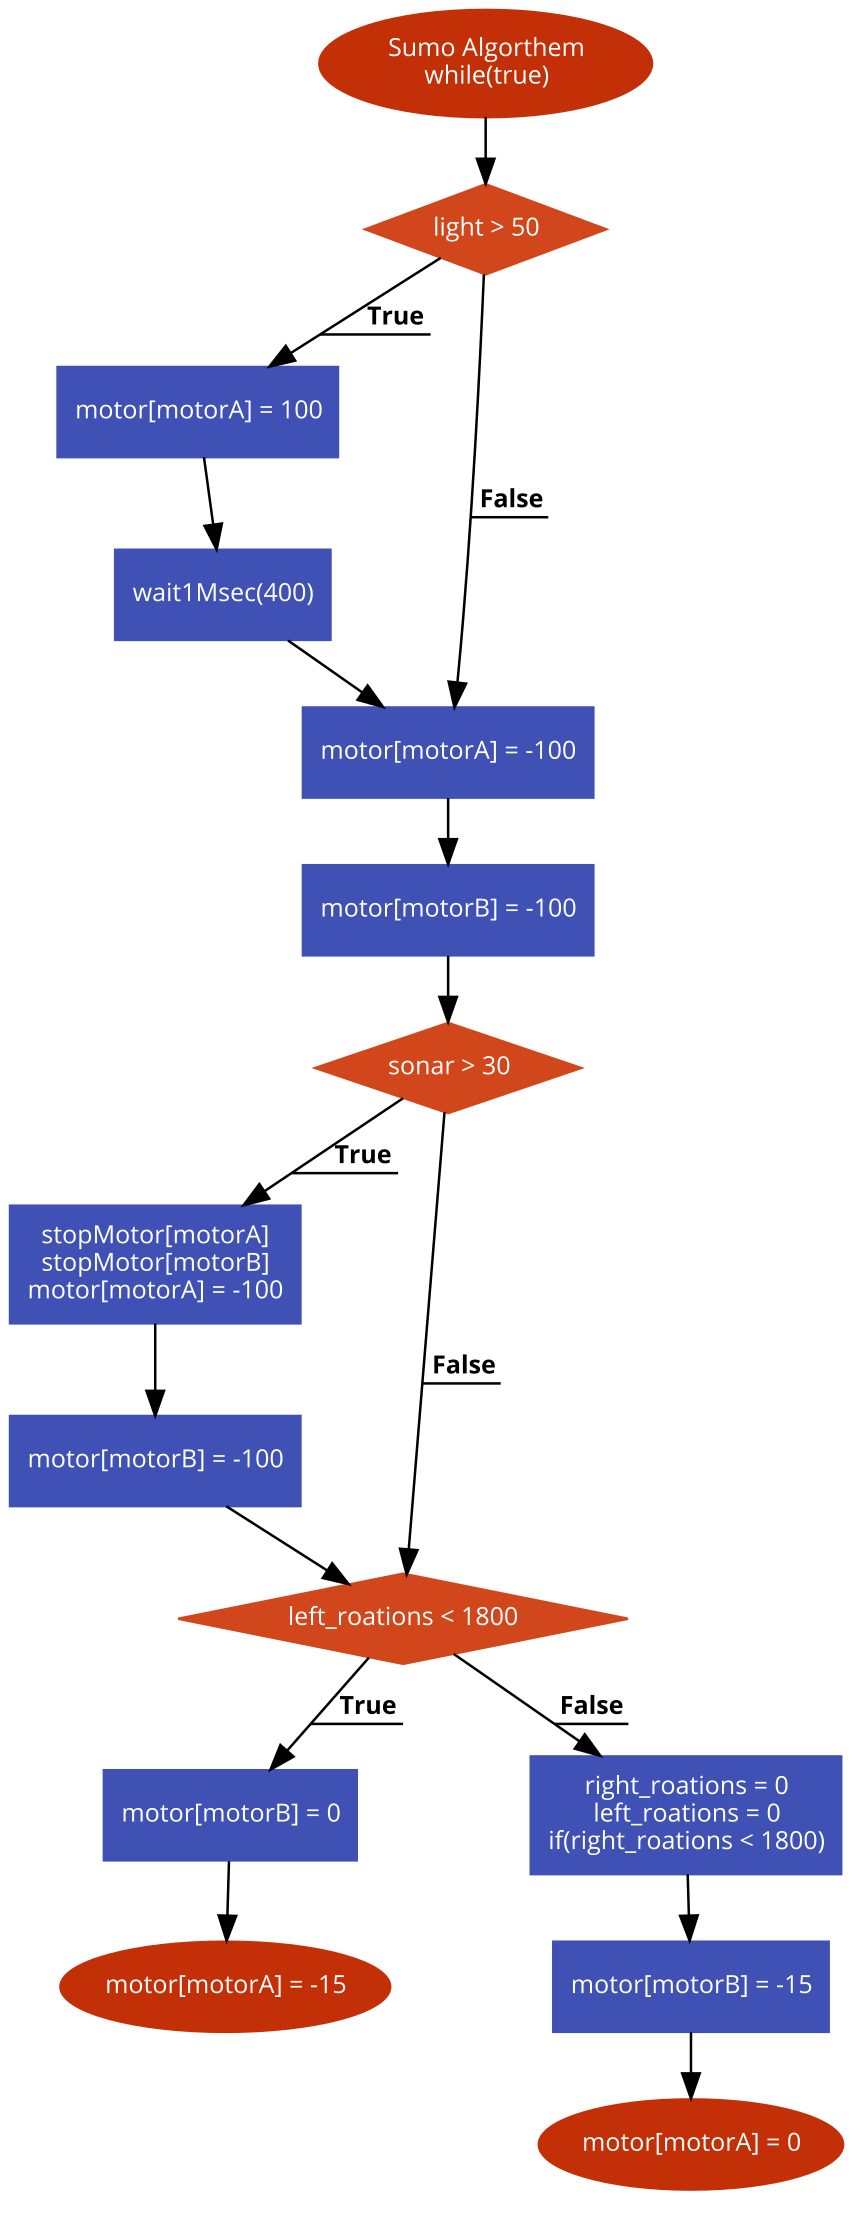 Sumo Algorthem
while(true)
light > 50
True
motor[motorA] = 100
False
wait1Msec(400)
motor[motorA] = -100
motor[motorB] = -100
sonar > 30
True
stopMotor[motorA]
stopMotor[motorB]
motor[motorA] = -100
False
motor[motorB] = -100
left_roations < 1800
True
False
right_roations = 0
left_roations = 0
if(right_roations < 1800)
motor[motorB] = 0
motor[motorA] = -15
motor[motorB] = -15
motor[motorA] = 0